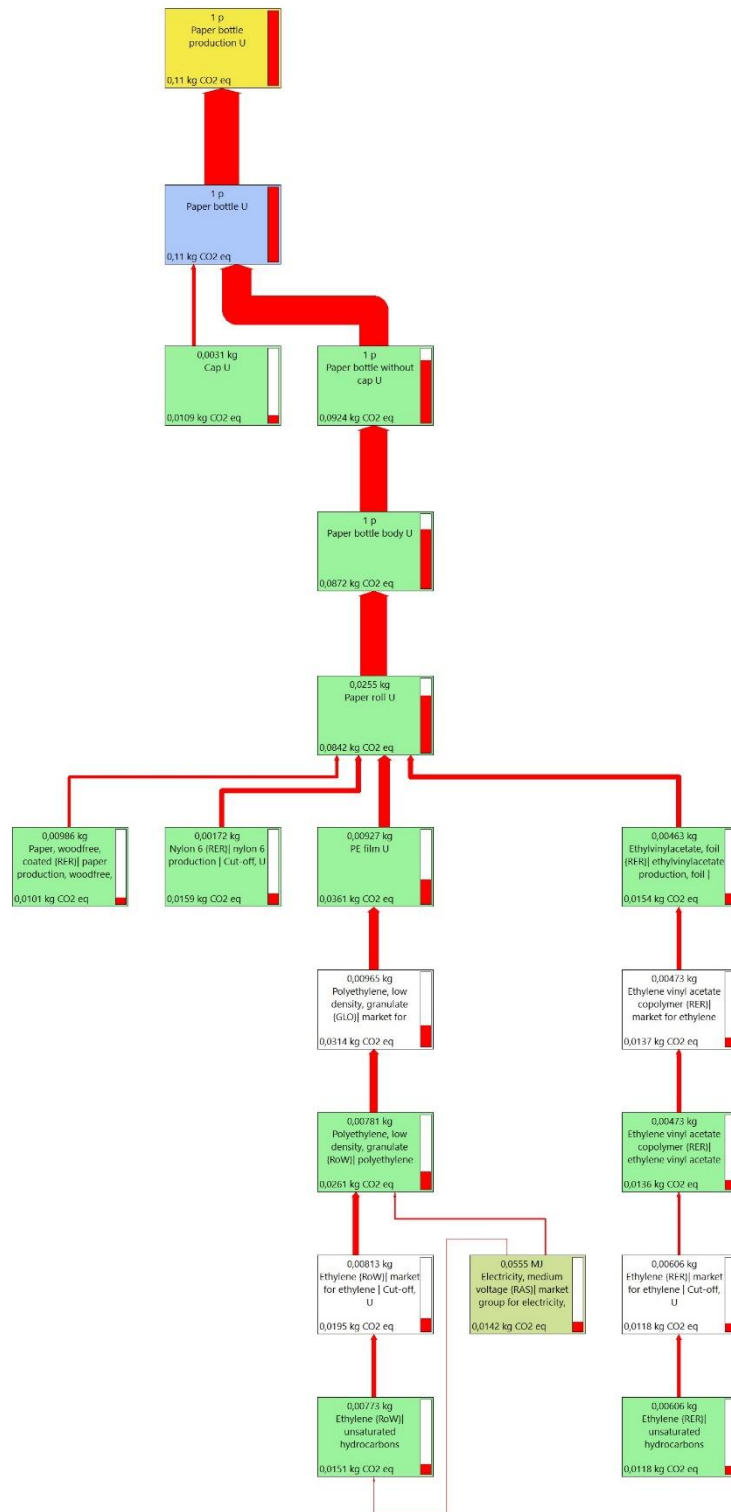 1 p
Paper bottle
production U
0,11 kg CO2 eq
1 p
Paper bottle U
0,11 kg CO2 eq
0,0031 kg
Cap U
0,0109 kg CO2 eq
1 p
Paper bottle without
cap U
0,0924 kg CO2 eq
1 p
Paper bottle body U
0,0872 kg CO2 eq
0,0255 kg
Paper roll U
0,0842 kg CO2 eq
0,00986 kg
Paper, woodfree,
coated {RER}| paper
production, woodfree,
0,0101 kg CO2 eq
0,00172 kg
Nylon 6 {RER}| nylon 6
production | Cut-off, U
0,0159 kg CO2 eq
0,00927 kg
PE film U
0,0361 kg CO2 eq
0,00463 kg
Ethylvinylacetate, foil
{RER}| ethylvinylacetate
production, foil |
0,0154 kg CO2 eq
0,00965 kg
Polyethylene, low
density, granulate
{GLO}| market for
0,0314 kg CO2 eq
0,00473 kg
Ethylene vinyl acetate
copolymer {RER}|
market for ethylene
0,0137 kg CO2 eq
0,00781 kg
Polyethylene, low
density, granulate
{RoW}| polyethylene
0,0261 kg CO2 eq
0,00473 kg
Ethylene vinyl acetate
copolymer {RER}|
ethylene vinyl acetate
0,0136 kg CO2 eq
0,00813 kg
Ethylene {RoW}| market
for ethylene | Cut-off,
U
0,0195 kg CO2 eq
0,0555 MJ
Electricity, medium
voltage {RAS}| market
group for electricity,
0,0142 kg CO2 eq
0,00606 kg
Ethylene {RER}| market
for ethylene | Cut-off,
U
0,0118 kg CO2 eq
0,00773 kg
Ethylene {RoW}|
unsaturated
hydrocarbons
0,0151 kg CO2 eq
0,00606 kg
Ethylene {RER}|
unsaturated
hydrocarbons
0,0118 kg CO2 eq